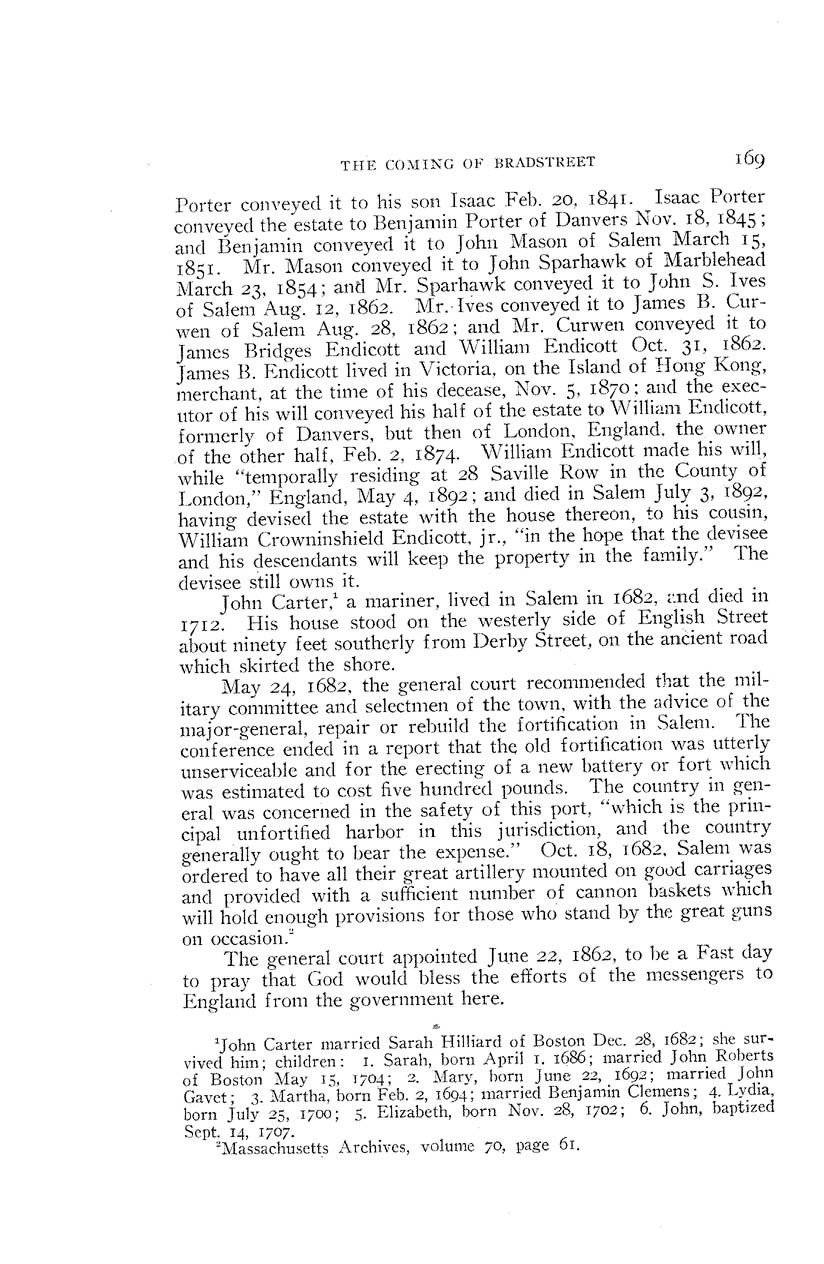 THE COMING OF BRADSTREET 169
Porter conveyed it to his son Isaac Feb. 20, 1841. Isaac Porter
conveyed the estate to Benjamin Porter of Danvers Nov. 18, 1845;
and Benjamin conveyed it to John Mason of Salem March 15,
1851. Mr. Mason conveyed it to John Sparhawk of Marblehead
March 23, 1854; and Mr. Sparhawk conveyed it to John S. Ives
of Salem Aug. 12, 1862. Mr. Ives conveyed it to James B. Cur-
wen of Salem Aug. 28, 1862; and Mr. Curwen conveyed it to
James Bridges Endicott and William Endicott Oct. 31, 1862.
James B. Endicott lived in Victoria, on the Island of Hong Kong,
merchant, at the time of his decease, Nov. 5, 1870; and the exec-
utor of his will conveyed his half of the estate to William Endicott,
formerly of Danvers, but then of London, England, the owner
of the other half, Feb. 2, 1874. William Endicott made his will,
while "temporally residing at 28 Saville Row in the County of
London," England, May 4, 1892; and died in Salem July 3, 1892,
having devised the estate with the house thereon, to his cousin,
William Crowninshield Endicott, jr., "in the hope that the devisee
and his descendants will keep the property in the family." The
devisee still owns it.
John Carter,¹ a mariner, lived in Salem in 1682, and died in
1712. His house stood on the westerly side of English Street
about ninety feet southerly from Derby Street, on the ancient road
which skirted the shore.
May 24, 1682, the general court recommended that the mil-
itary committee and selectmen of the town, with the advice of the
major-general, repair or rebuild the fortification in Salem. The
conference ended in a report that the old fortification was utterly
unserviceable and for the erecting of a new battery or fort which
was estimated to cost five hundred pounds. The country in gen-
eral was concerned in the safety of this port, "which is the prin-
cipal unfortified harbor in this jurisdiction, and the country
generally ought to bear the expense." Oct. 18, 1682, Salem was
ordered to have all their great artillery mounted on good carriages
and provided with a sufficient number of cannon baskets which
will hold enough provisions for those who stand by the great guns
on occasion.²
The general court appointed June 22, 1862, to be a Fast day
to pray that God would bless the efforts of the messengers to
England from the government here.
¹John Carter married Sarah Hilliard of Boston Dec. 28, 1682; she sur-
vived him; children: 1. Sarah, born April 1, 1686; married John Roberts
of Boston May 15, 1704; 2. Mary, born June 22, 1692; married John
Gavet; 3. Martha, born Feb. 2, 1694; married Benjamin Clemens; 4. Lydia,
born July 25, 1700; 5. Elizabeth, born Nov. 28, 1702; 6. John, baptized
Sept. 14, 1707.
²Massachusetts Archives, volume 70, page 61.